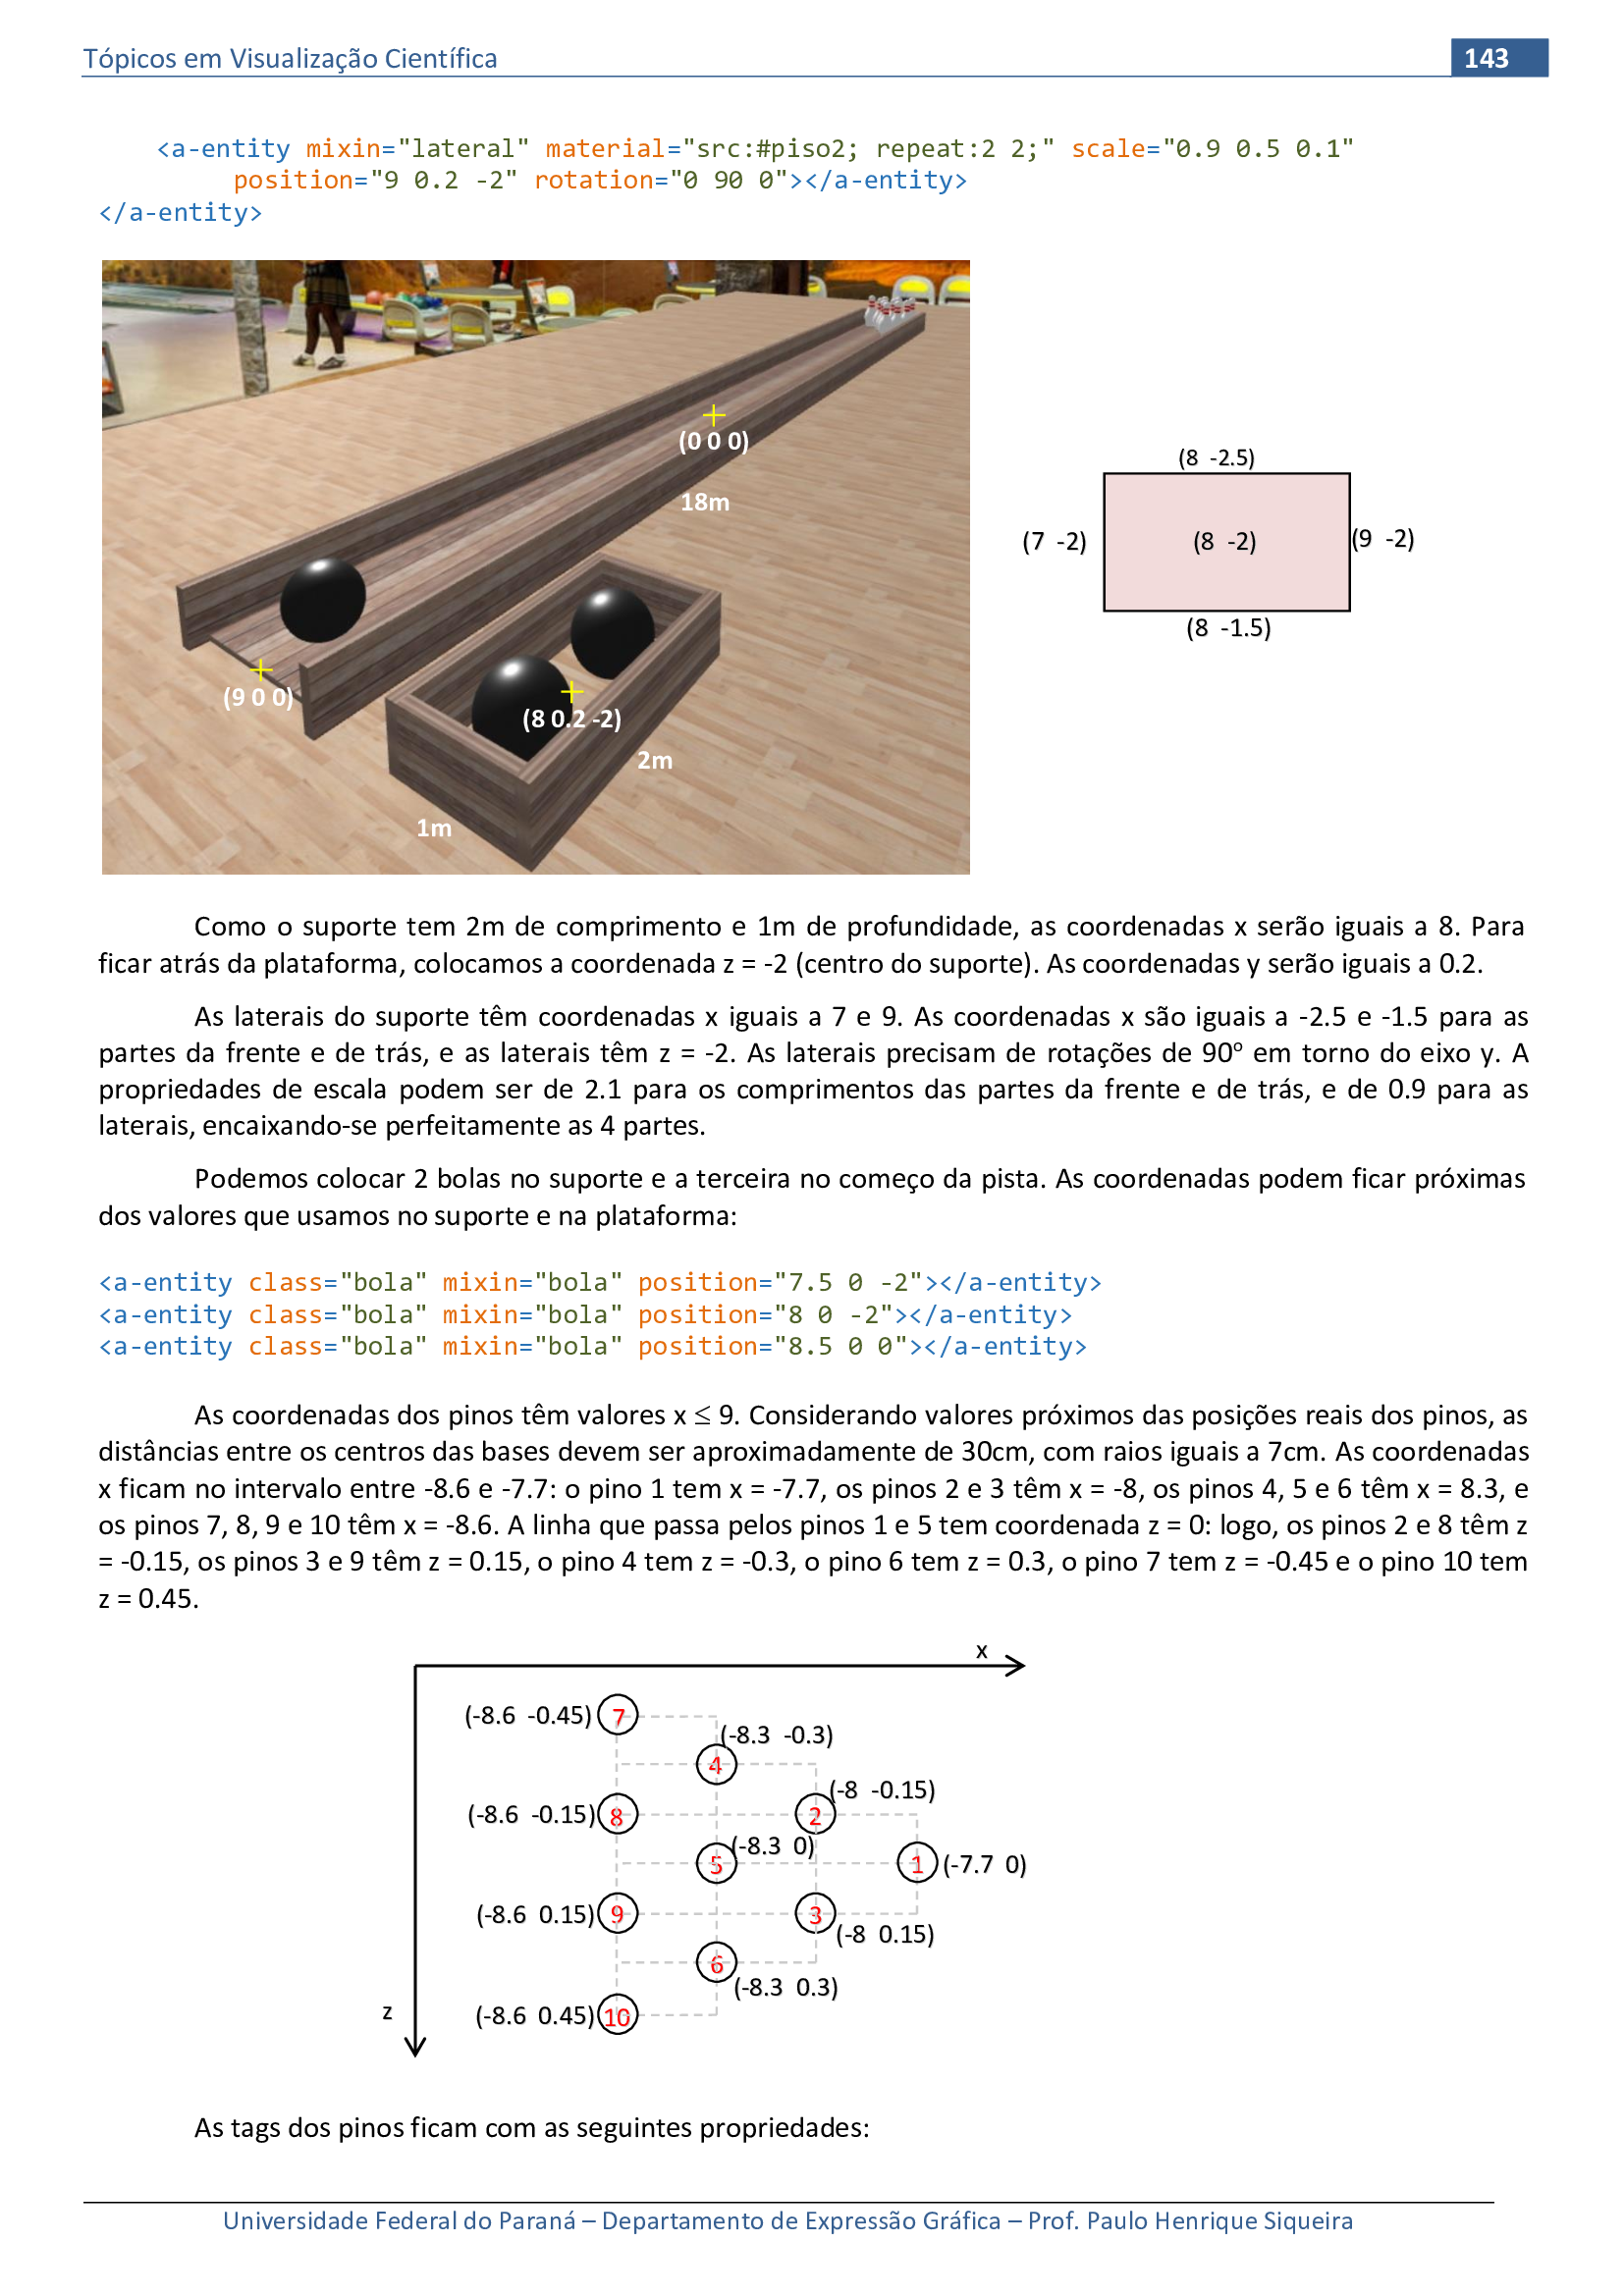 Tópicos em Visualização Científica 143
<a-entity mixin="lateral" material="src:#piso2; repeat:2 2;" scale="0.9 0.5 0.1"
position="9 0.2 -2" rotation="0 90 0"></a-entity>
</a-entity>
(0 0 0)
18m
(9 0 0)
(8 0.2 -2)
2m
1m
(8 -2.5)
(7 -2)
(8 -2)
(9 -2)
(8 -1.5)
Como o suporte tem 2m de comprimento e 1m de profundidade, as coordenadas x serão iguais a 8. Para
ficar atrás da plataforma, colocamos a coordenada z = -2 (centro do suporte). As coordenadas y serão iguais a 0.2.
As laterais do suporte têm coordenadas x iguais a 7 e 9. As coordenadas x são iguais a -2.5 e -1.5 para as
partes da frente e de trás, e as laterais têm z = -2. As laterais precisam de rotações de 90º em torno do eixo y. A
propriedades de escala podem ser de 2.1 para os comprimentos das partes da frente e de trás, e de 0.9 para as
laterais, encaixando-se perfeitamente as 4 partes.
Podemos colocar 2 bolas no suporte e a terceira no começo da pista. As coordenadas podem ficar próximas
dos valores que usamos no suporte e na plataforma:
<a-entity class="bola" mixin="bola" position="7.5 0 -2"></a-entity>
<a-entity class="bola" mixin="bola" position="8 0 -2"></a-entity>
<a-entity class="bola" mixin="bola" position="8.5 0 0"></a-entity>
As coordenadas dos pinos têm valores x ≤ 9. Considerando valores próximos das posições reais dos pinos, as
distâncias entre os centros das bases devem ser aproximadamente de 30cm, com raios iguais a 7cm. As coordenadas
x ficam no intervalo entre -8.6 e -7.7: o pino 1 tem x = -7.7, os pinos 2 e 3 têm x = -8, os pinos 4, 5 e 6 têm x = 8.3, e
os pinos 7, 8, 9 e 10 têm x = -8.6. A linha que passa pelos pinos 1 e 5 tem coordenada z = 0: logo, os pinos 2 e 8 têm z
= -0.15, os pinos 3 e 9 têm z = 0.15, o pino 4 tem z = -0.3, o pino 6 tem z = 0.3, o pino 7 tem z = -0.45 e o pino 10 tem
z = 0.45.
x
(-8.6 -0.45) 7
(-8.3 -0.3)
4
(-8 -0.15)
(-8.6 -0.15) 8
2
(-8.3 0)
5
1 (-7.7 0)
(-8.6 0.15) 9
3
(-8 0.15)
6
(-8.3 0.3)
z
(-8.6 0.45) 10
As tags dos pinos ficam com as seguintes propriedades:
Universidade Federal do Paraná – Departamento de Expressão Gráfica – Prof. Paulo Henrique Siqueira